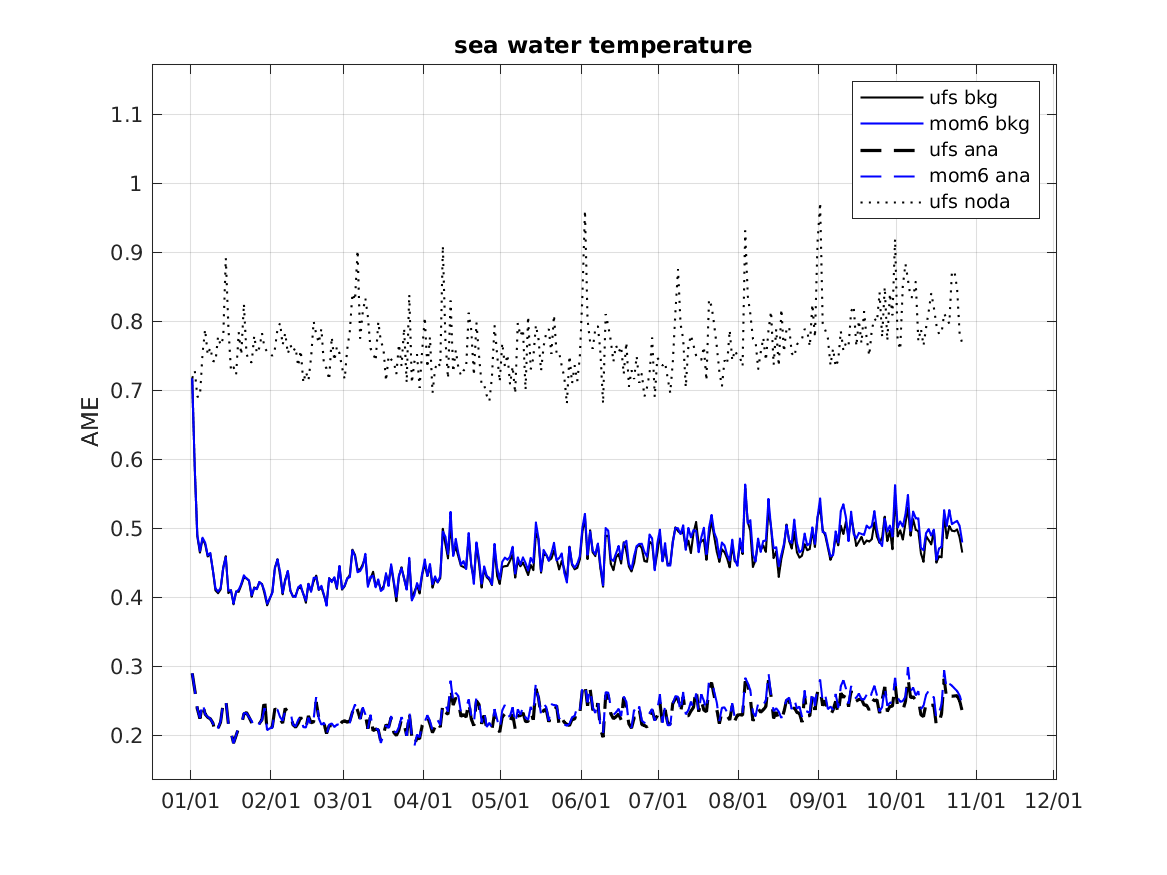 sea water temperature
ufs bkg
mom6 bkg
ufs ana
mom6 ana
ufs noda
AME
1.1
1
0.9
0.8
0.7
0.6
0.5
0.4
0.3
0.2
01/01 02/01 03/01 04/01 05/01 06/01 07/01 08/01 09/01 10/01 11/01 12/01